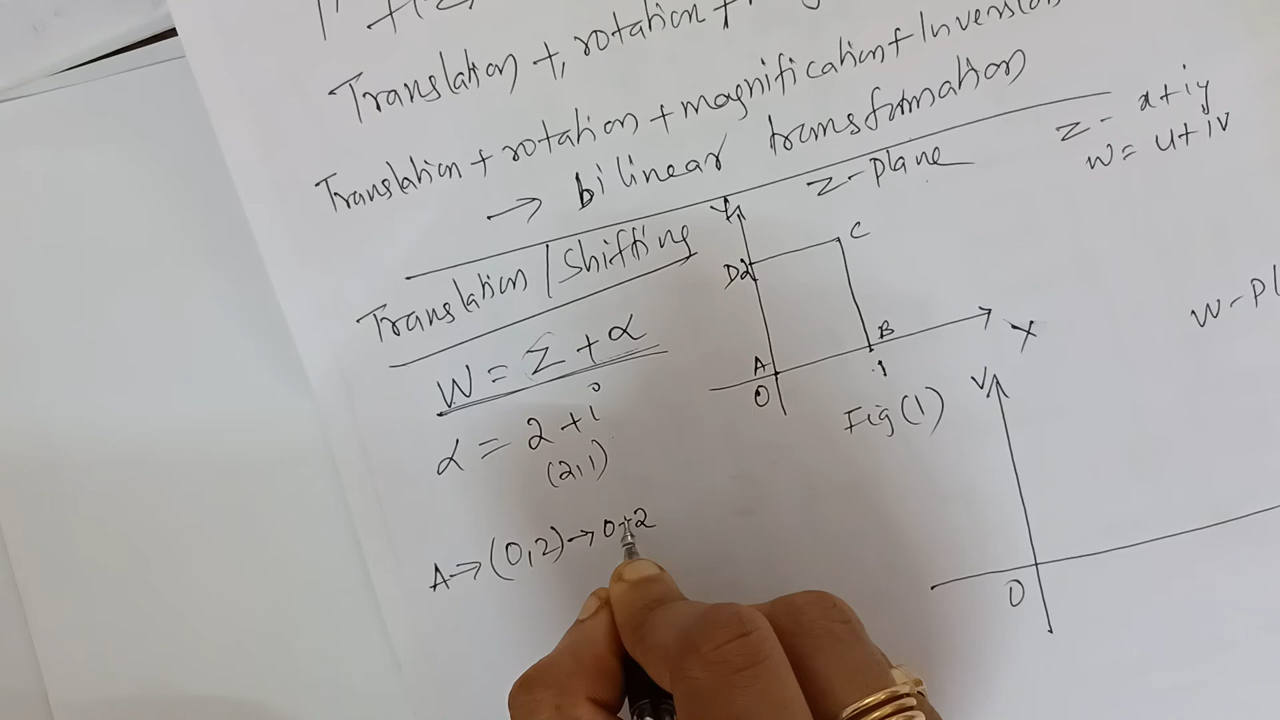 Translation +, rotation +
Translation + rotation + magnification + Inversion
→ bilinear transformation
Z - x+iy
W = u+iv
Translation / Shifting
Z-plane
Y
D2
C
A
B
O
1
X
Fig (1)
W = Z + α
α = 2 + i
(2,1)
A → (0,2) → 0+2
W-Pl
V
O